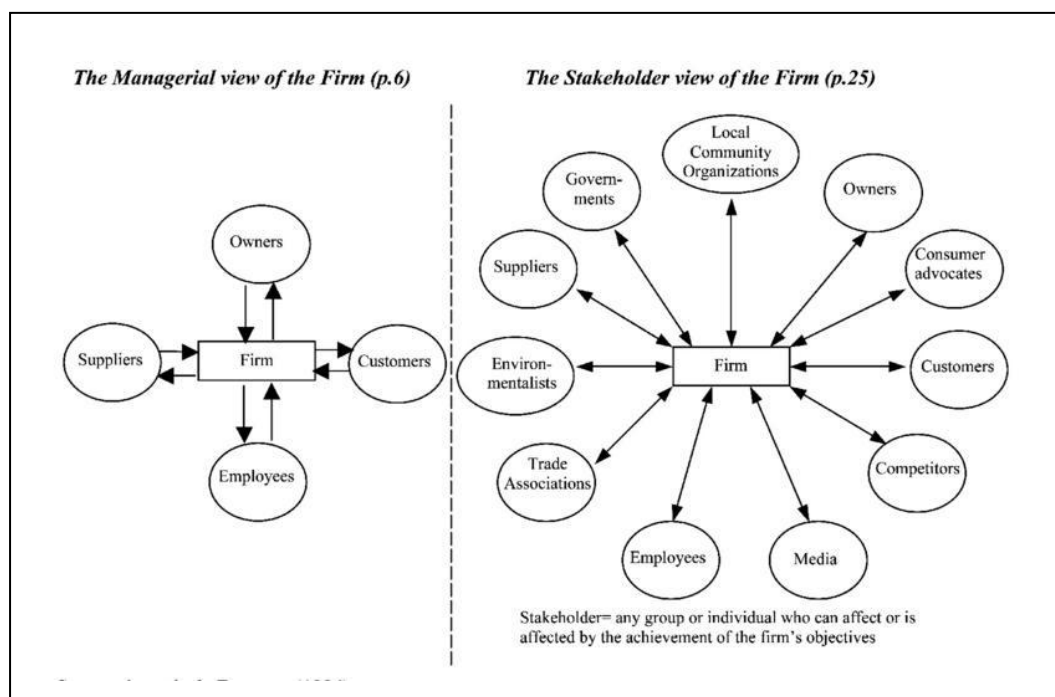 The Managerial view of the Firm (p.6)
Owners
Suppliers
Firm
Customers
Employees
The Stakeholder view of the Firm (p.25)
Local
Community
Organizations
Govern-
ments
Owners
Suppliers
Consumer
advocates
Environ-
mentalists
Firm
Customers
Trade
Associations
Competitors
Employees
Media
Stakeholder= any group or individual who can affect or is
affected by the achievement of the firm's objectives